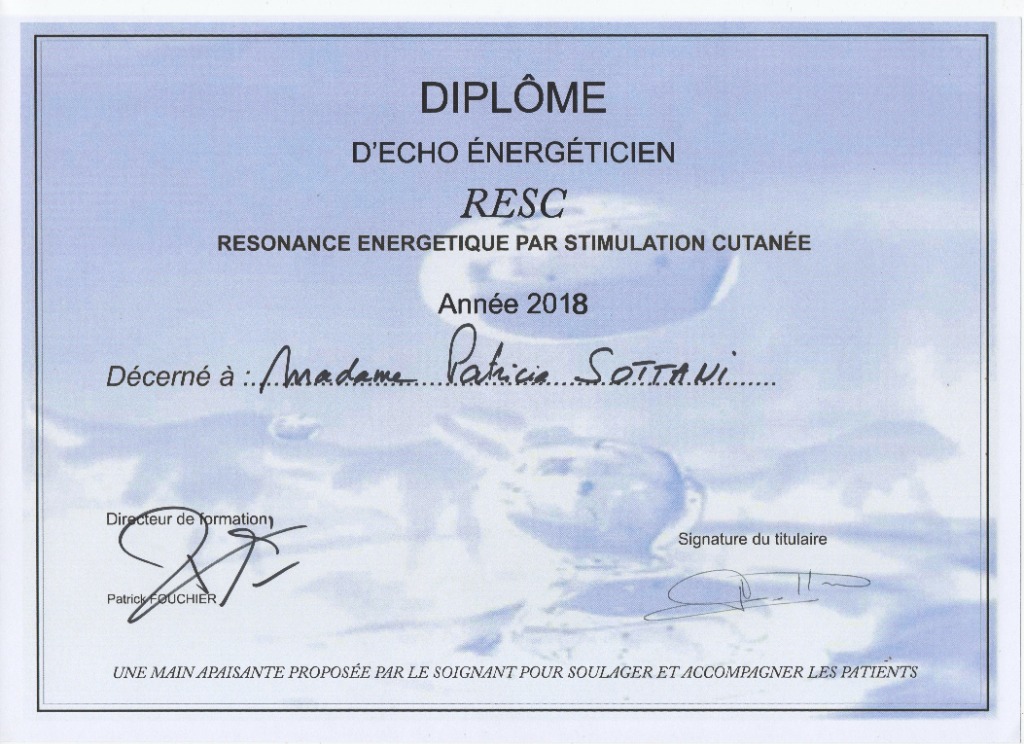 DIPLÔME
D'ECHO ÉNERGÉTICIEN
RESC
RESONANCE ENERGETIQUE PAR STIMULATION CUTANÉE
Année 2018
Décerné à : Madame Patricia SOTTANI
Directeur de formation
Patrick FOUCHIER
Signature du titulaire
UNE MAIN APAISANTE PROPOSÉE PAR LE SOIGNANT POUR SOULAGER ET ACCOMPAGNER LES PATIENTS